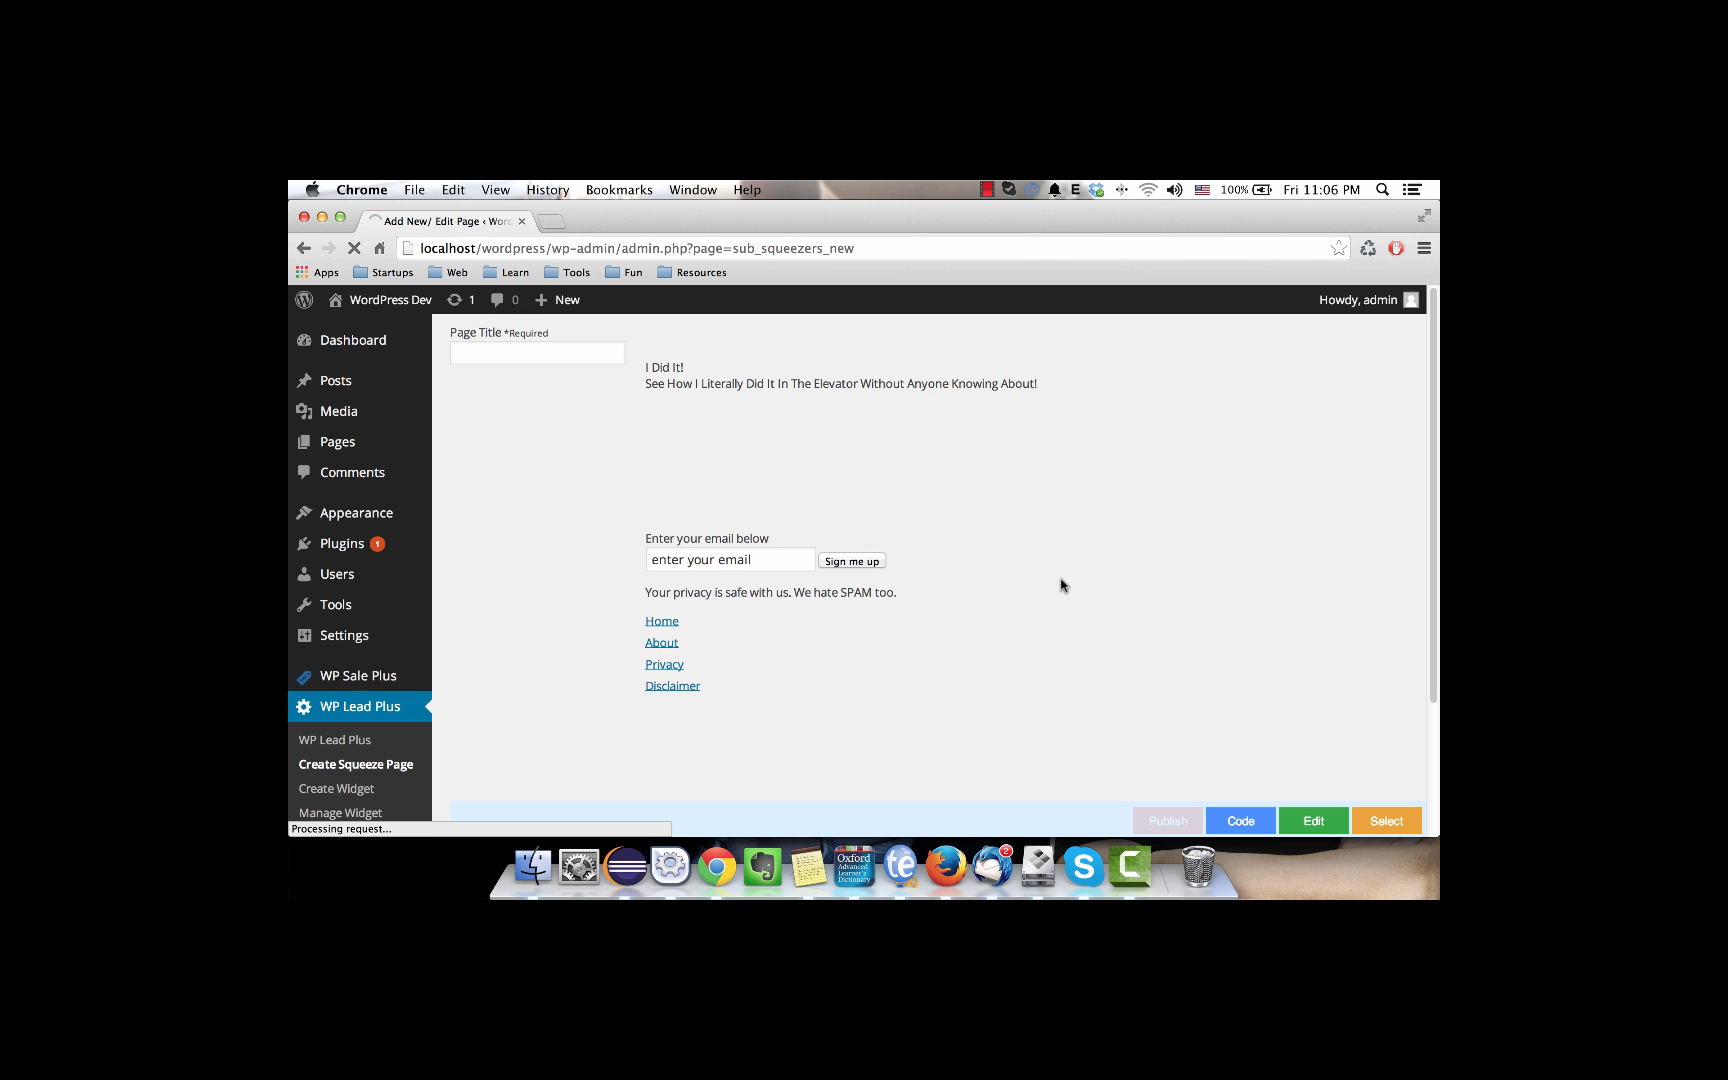 Chrome File Edit View History Bookmarks Window Help E 100% Fri 11:06 PM
Add New/ Edit Page ‹ Word
localhost/wordpress/wp-admin/admin.php?page=sub_squeezers_new
Apps Startups Web Learn Tools Fun Resources
WordPress Dev 1 0 New Howdy, admin
Dashboard
Posts
Media
Pages
Comments
Appearance
Plugins 1
Users
Tools
Settings
WP Sale Plus
WP Lead Plus
WP Lead Plus
Create Squeeze Page
Create Widget
Manage Widget
Processing request...
Page Title *Required
I Did It!
See How I Literally Did It In The Elevator Without Anyone Knowing About!
Enter your email below
enter your email Sign me up
Your privacy is safe with us. We hate SPAM too.
Home
About
Privacy
Disclaimer
Publish Code Edit Select
Oxford
Advanced
Learner's
Dictionary
te
2
S
C